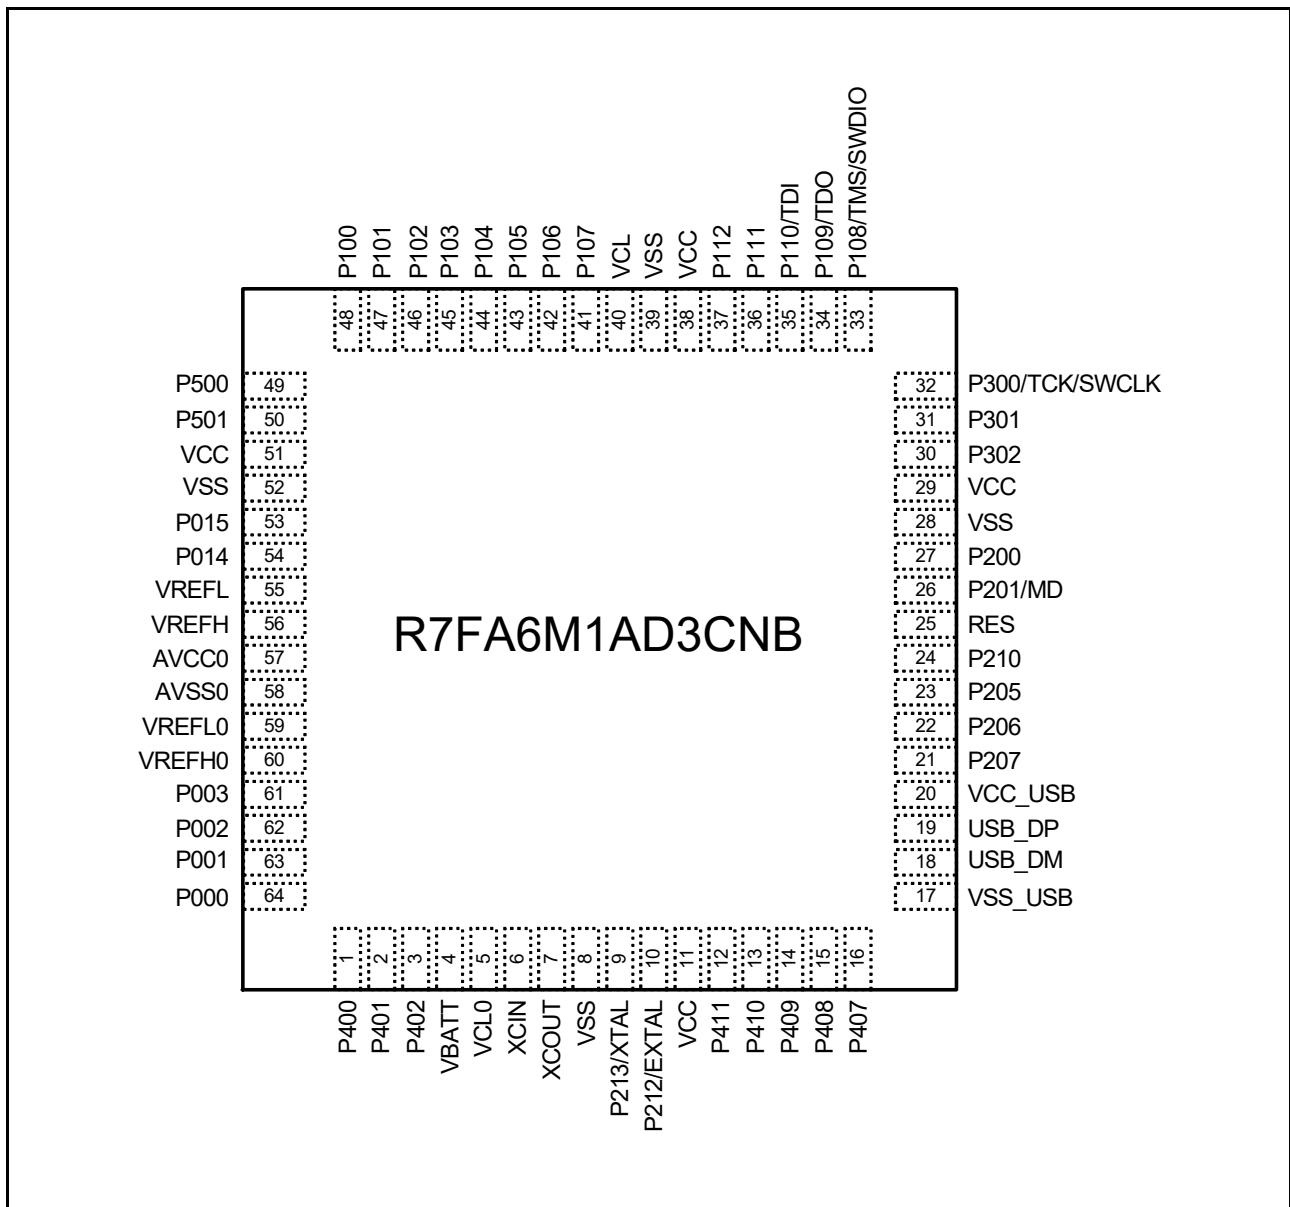 P100
P101
P102
P103
P104
P105
P106
P107
VCL
VSS
VCC
P112
P111
P110/TDI
P109/TDO
P108/TMS/SWDIO
48
47
46
45
44
43
42
41
40
39
38
37
36
35
34
33
P500 49
P501 50
VCC 51
VSS 52
P015 53
P014 54
VREFL 55
VREFH 56
AVCC0 57
AVSS0 58
VREFL0 59
VREFH0 60
P003 61
P002 62
P001 63
P000 64
R7FA6M1AD3CNB
32 P300/TCK/SWCLK
31 P301
30 P302
29 VCC
28 VSS
27 P200
26 P201/MD
25 RES
24 P210
23 P205
22 P206
21 P207
20 VCC_USB
19 USB_DP
18 USB_DM
17 VSS_USB
1
2
3
4
5
6
7
8
9
10
11
12
13
14
15
16
P400
P401
P402
VBATT
VCL0
XCIN
XCOUT
VSS
P213/XTAL
P212/EXTAL
VCC
P411
P410
P409
P408
P407